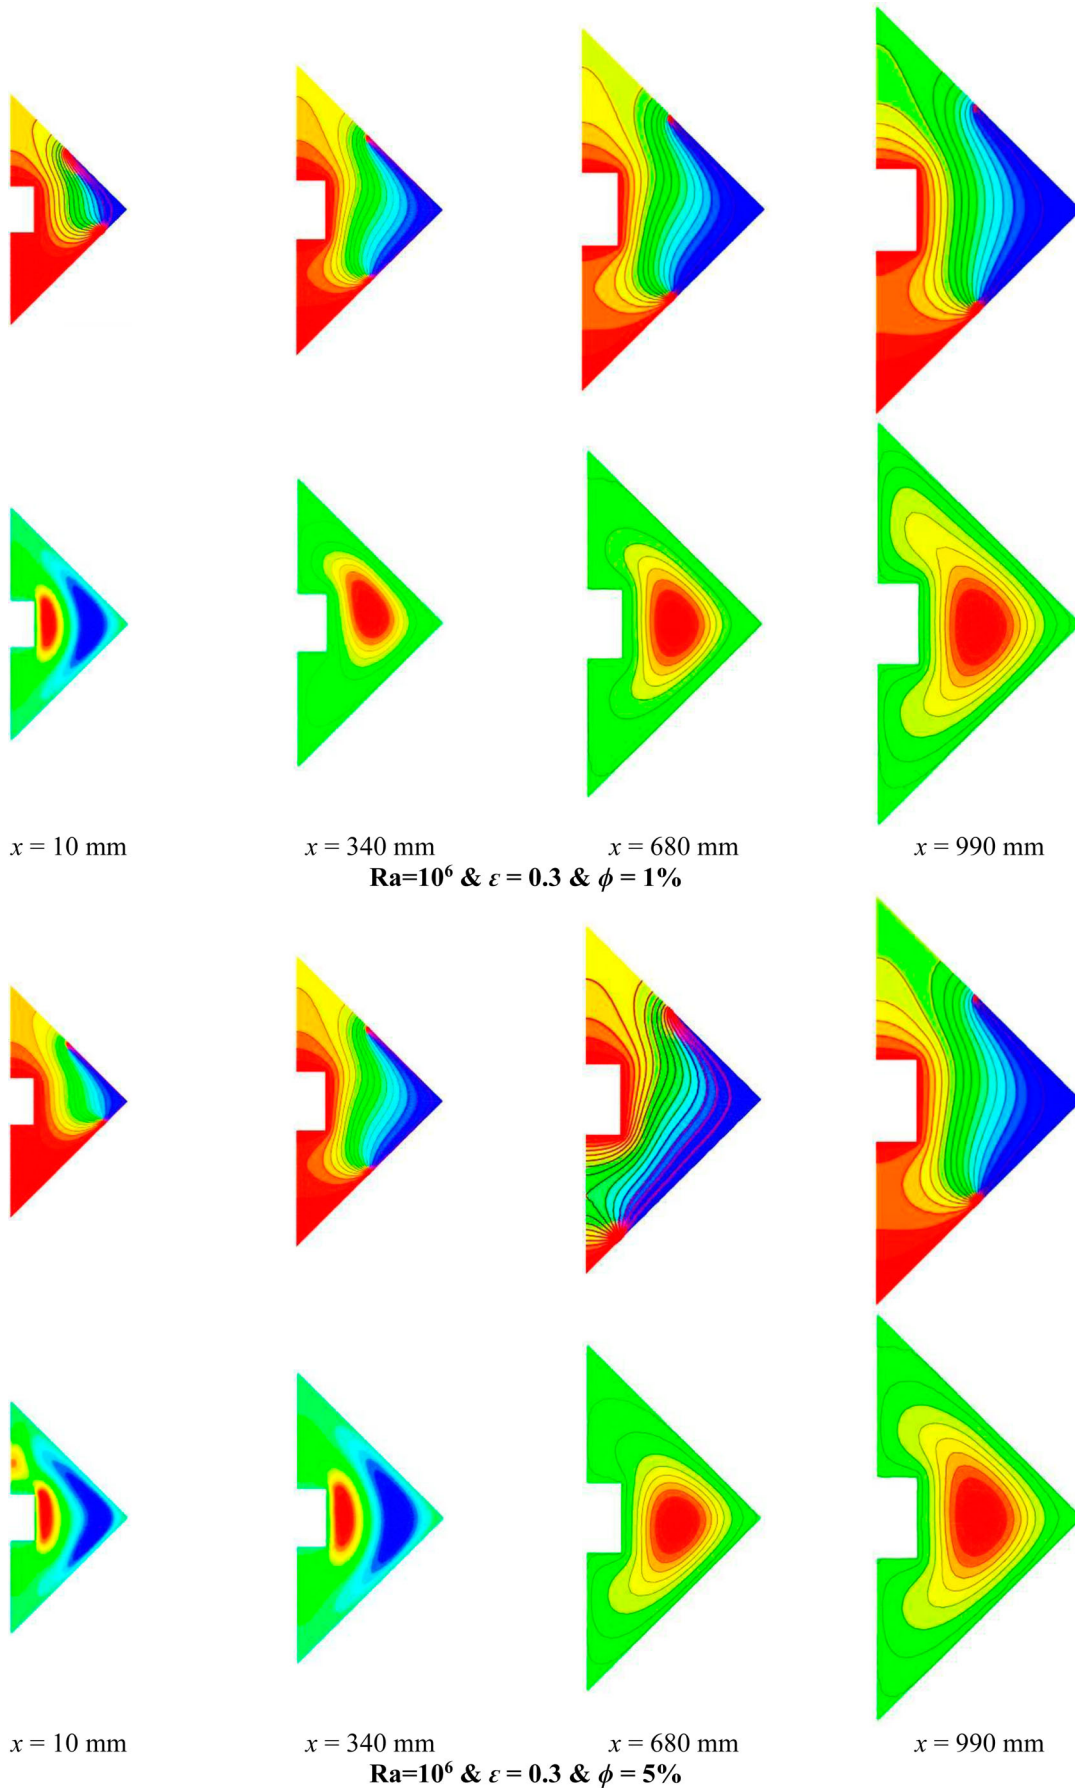 x = 10 mm x = 340 mm x = 680 mm x = 990 mm
Ra=10⁶ & ε = 0.3 & ϕ = 1%
x = 10 mm x = 340 mm x = 680 mm x = 990 mm
Ra=10⁶ & ε = 0.3 & ϕ = 5%